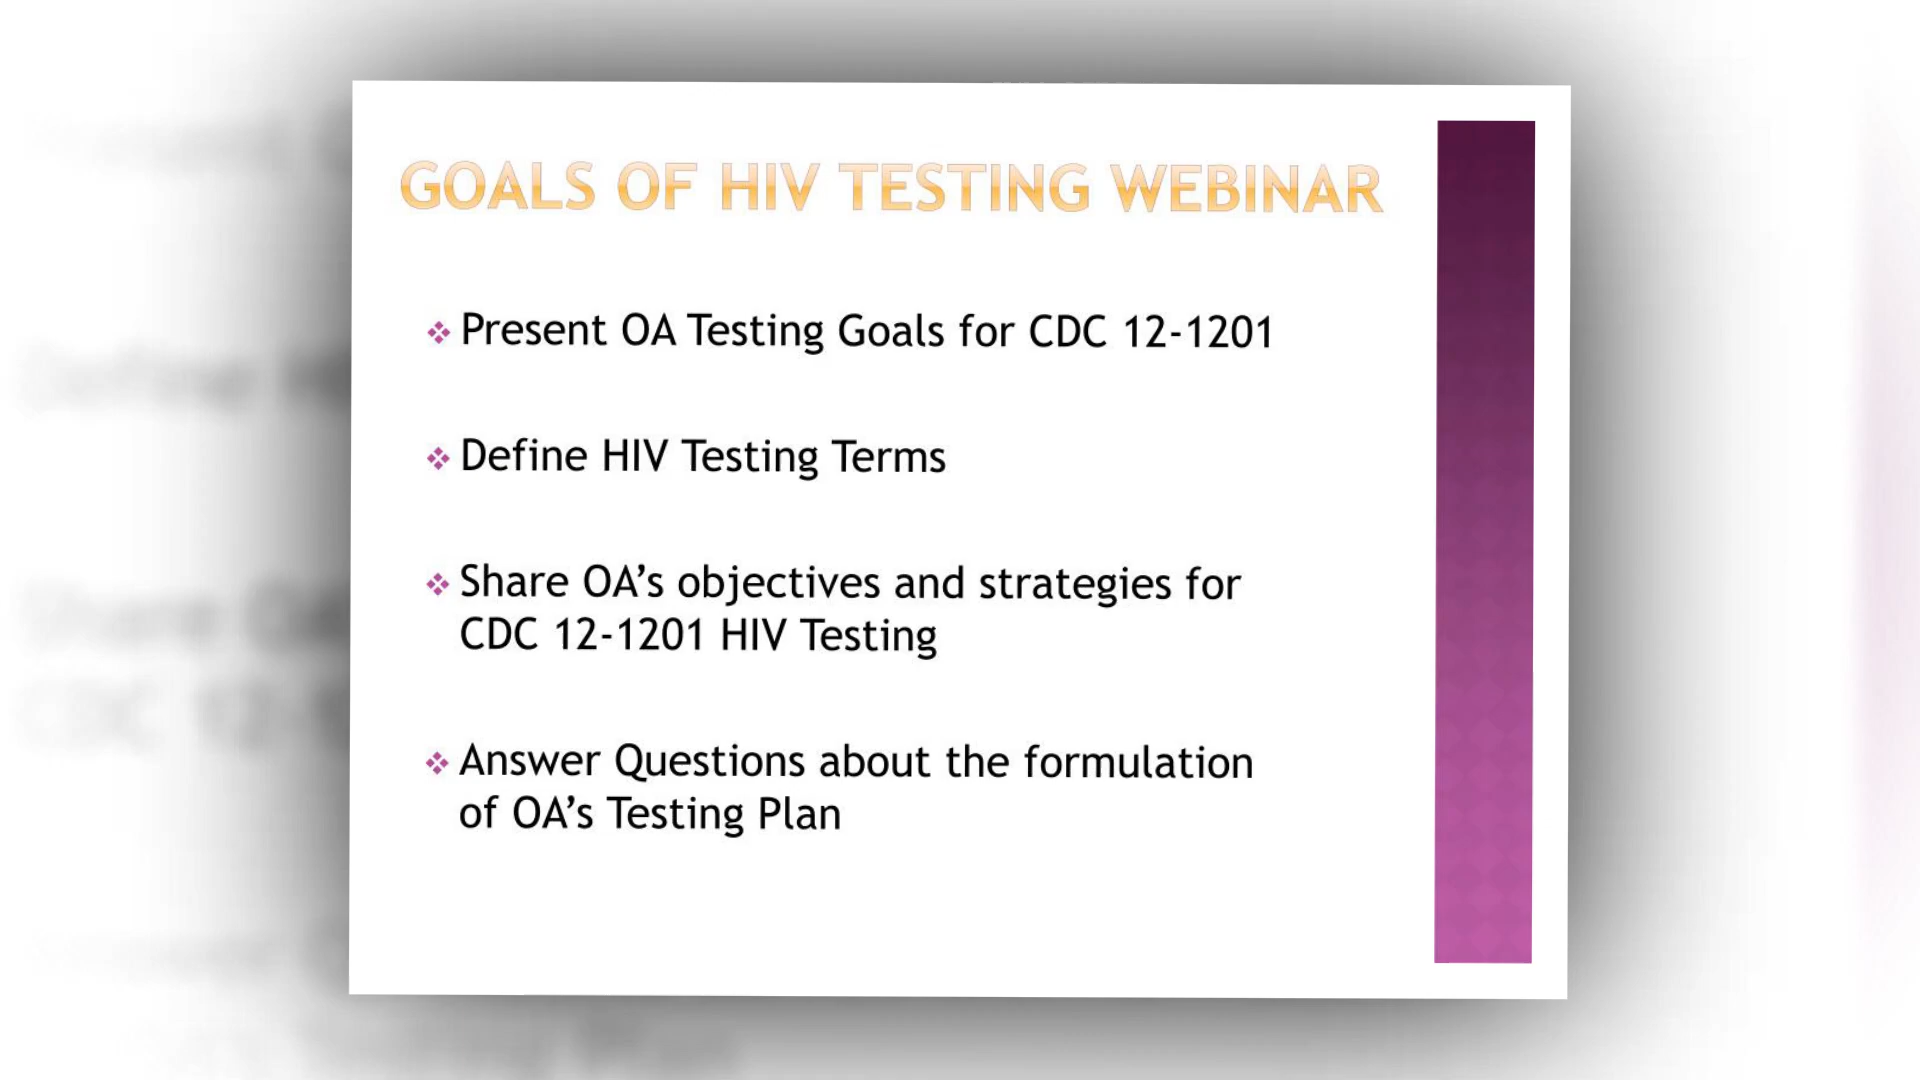 GOALS OF HIV TESTING WEBINAR
Present OA Testing Goals for CDC 12-1201
Define HIV Testing Terms
Share OA’s objectives and strategies for
CDC 12-1201 HIV Testing
Answer Questions about the formulation
of OA’s Testing Plan